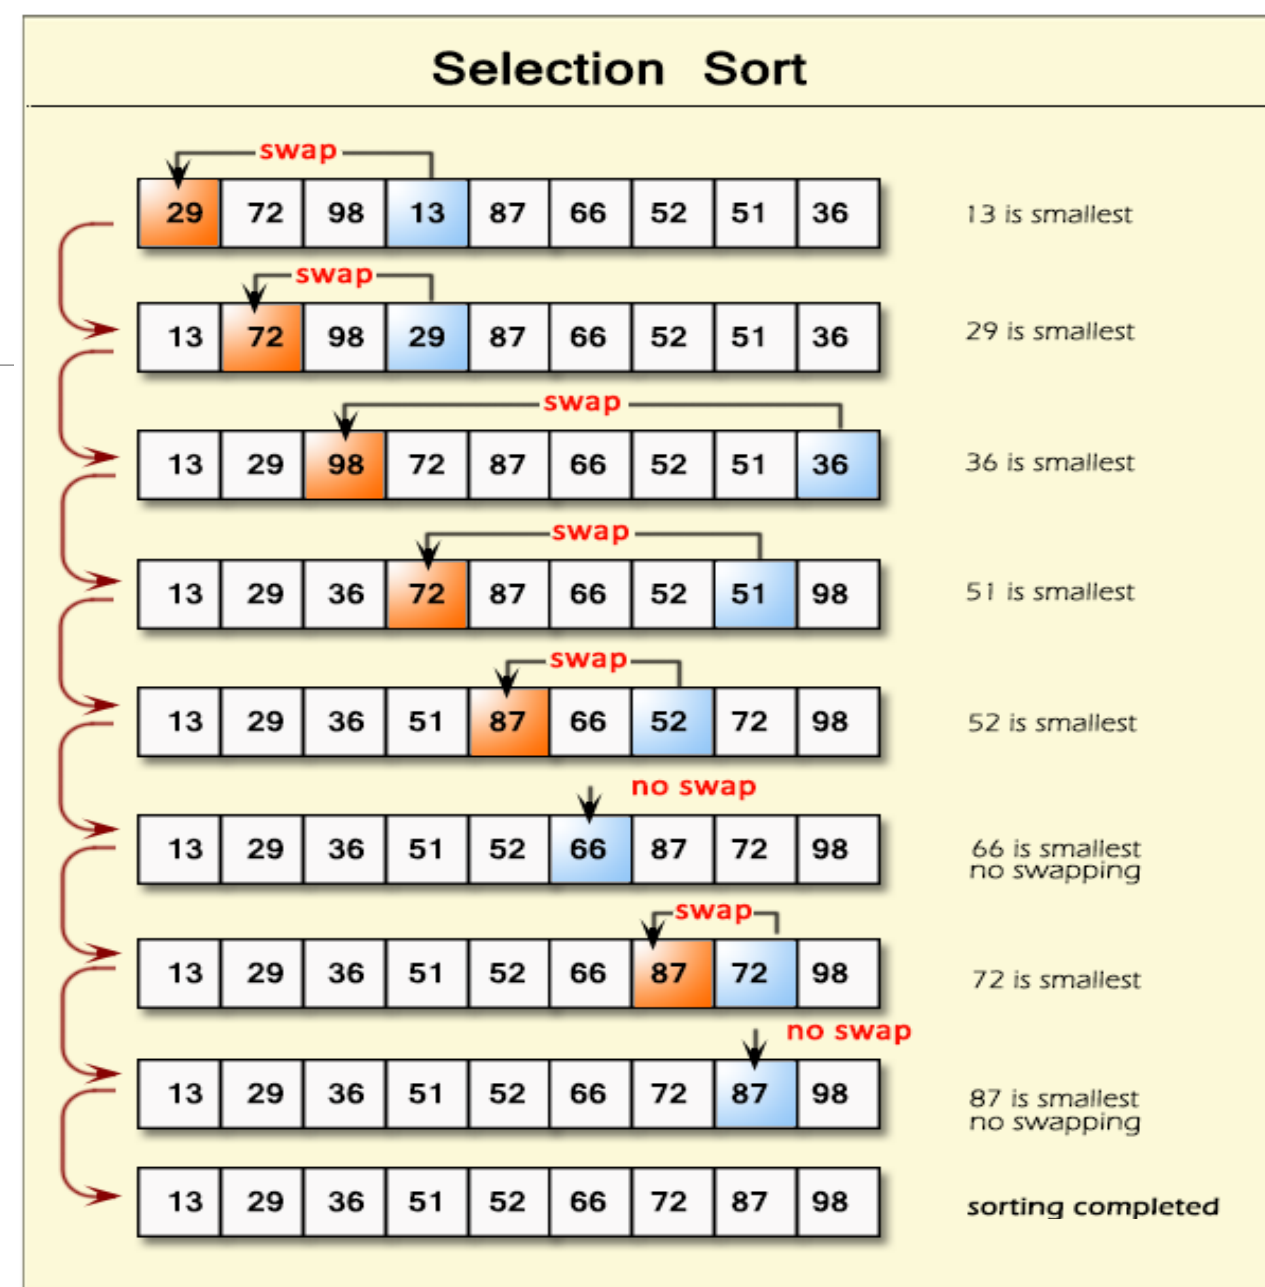 Selection Sort
swap
29 72 98 13 87 66 52 51 36 13 is smallest
swap
13 72 98 29 87 66 52 51 36 29 is smallest
swap
13 29 98 72 87 66 52 51 36 36 is smallest
swap
13 29 36 72 87 66 52 51 98 51 is smallest
swap
13 29 36 51 87 66 52 72 98 52 is smallest
no swap
13 29 36 51 52 66 87 72 98 66 is smallest
no swapping
swap
13 29 36 51 52 66 87 72 98 72 is smallest
no swap
13 29 36 51 52 66 72 87 98 87 is smallest
no swapping
13 29 36 51 52 66 72 87 98 sorting completed